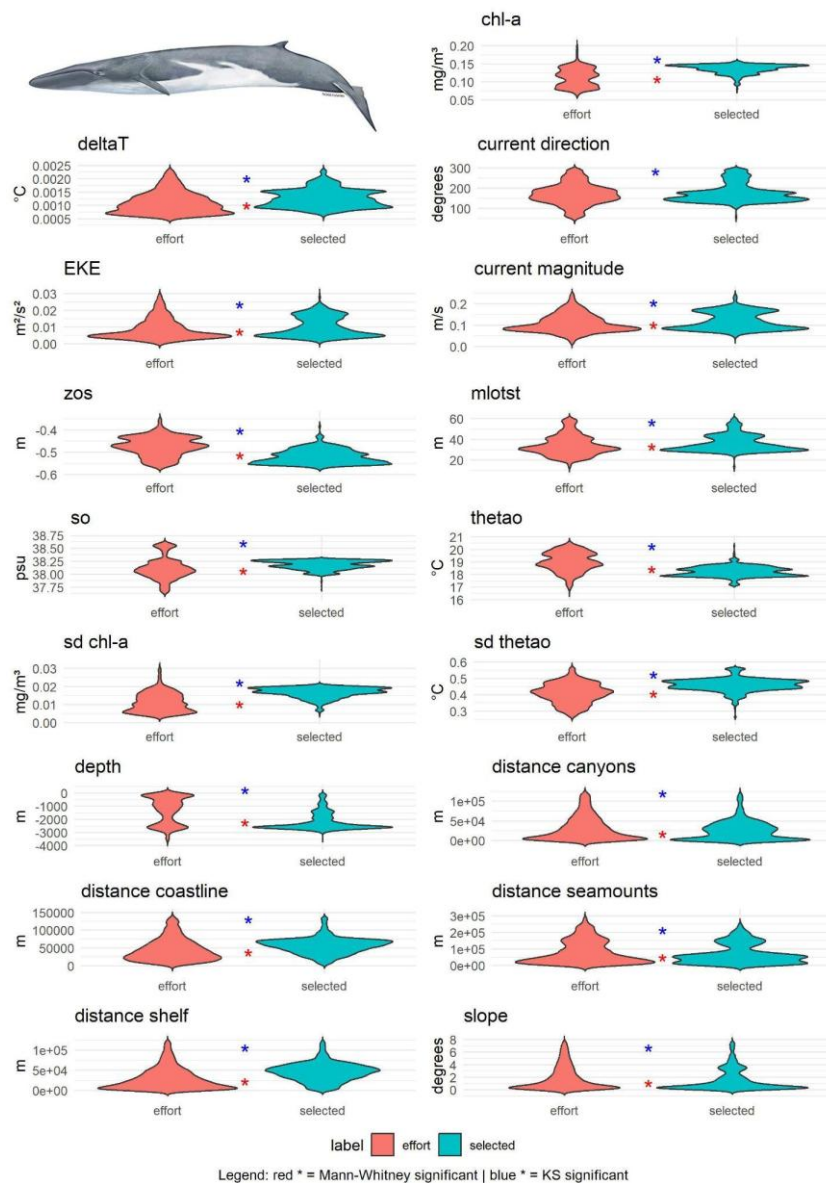 chl-a
mg/m³
0.20
0.15
0.10
0.05
*
*
effort selected
deltaT
°C
0.0025
0.0020
0.0015
0.0010
0.0005
*
*
effort selected
current direction
degrees
300
200
100
*
effort selected
EKE
m²/s²
0.03
0.02
0.01
0.00
*
*
effort selected
current magnitude
m/s
0.2
0.1
0.0
*
*
effort selected
zos
m
-0.4
-0.5
-0.6
*
*
effort selected
mlotst
m
60
40
20
*
*
effort selected
so
psu
38.75
38.50
38.25
38.00
37.75
*
*
effort selected
thetao
°C
21
20
19
18
17
16
*
*
effort selected
sd chl-a
mg/m³
0.03
0.02
0.01
0.00
*
*
effort selected
sd thetao
°C
0.6
0.5
0.4
0.3
*
*
effort selected
depth
m
0
-1000
-2000
-3000
-4000
*
*
effort selected
distance canyons
m
1e+05
5e+04
0e+00
*
*
effort selected
distance coastline
m
150000
100000
50000
0
*
*
effort selected
distance seamounts
m
3e+05
2e+05
1e+05
0e+00
*
*
effort selected
distance shelf
m
1e+05
5e+04
0e+00
*
*
effort selected
slope
degrees
8
6
4
2
0
*
*
effort selected
label effort selected
Legend: red * = Mann-Whitney significant | blue * = KS significant